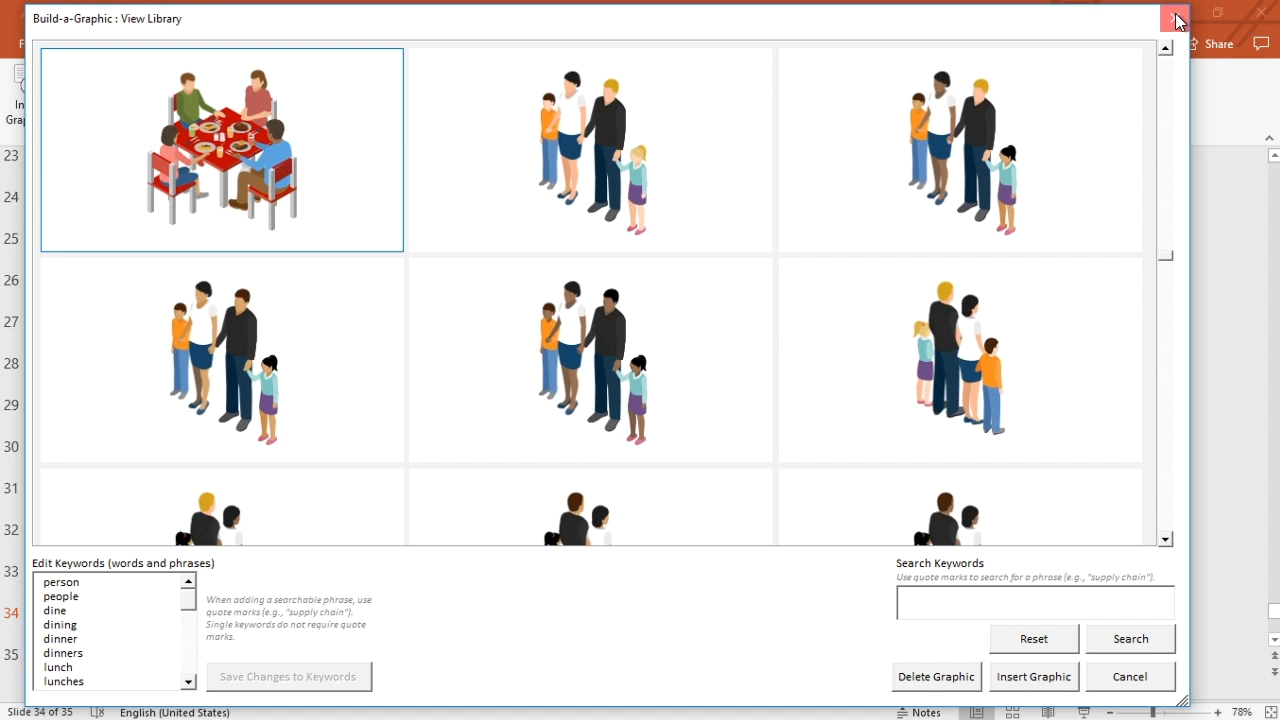 Build-a-Graphic : View Library
Share
In
Gra
23
24
25
26
27
28
29
30
31
32
33
34
35
Edit Keywords (words and phrases)
person
people
dine
dining
dinner
dinners
lunch
lunches
When adding a searchable phrase, use
quote marks (e.g., "supply chain").
Single keywords do not require quote
marks.
Save Changes to Keywords
Search Keywords
Use quote marks to search for a phrase (e.g., "supply chain").
Reset
Search
Delete Graphic
Insert Graphic
Cancel
Slide 34 of 35
English (United States)
Notes
78%